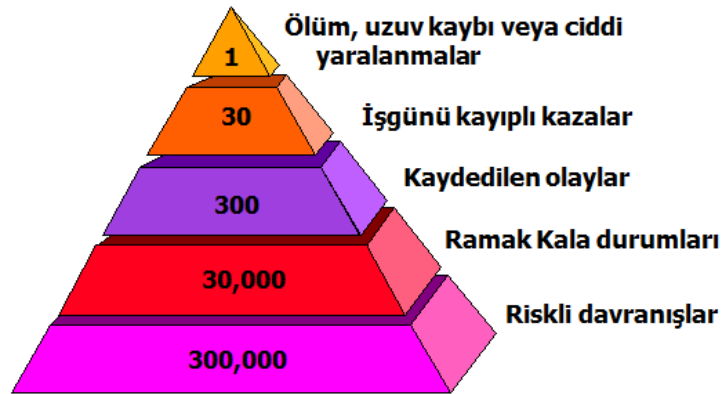 Ölüm, uzuv kaybı veya ciddi
yaralanmalar
1
İşgünü kayıplı kazalar
30
Kaydedilen olaylar
300
Ramak Kala durumları
30,000
Riskli davranışlar
300,000